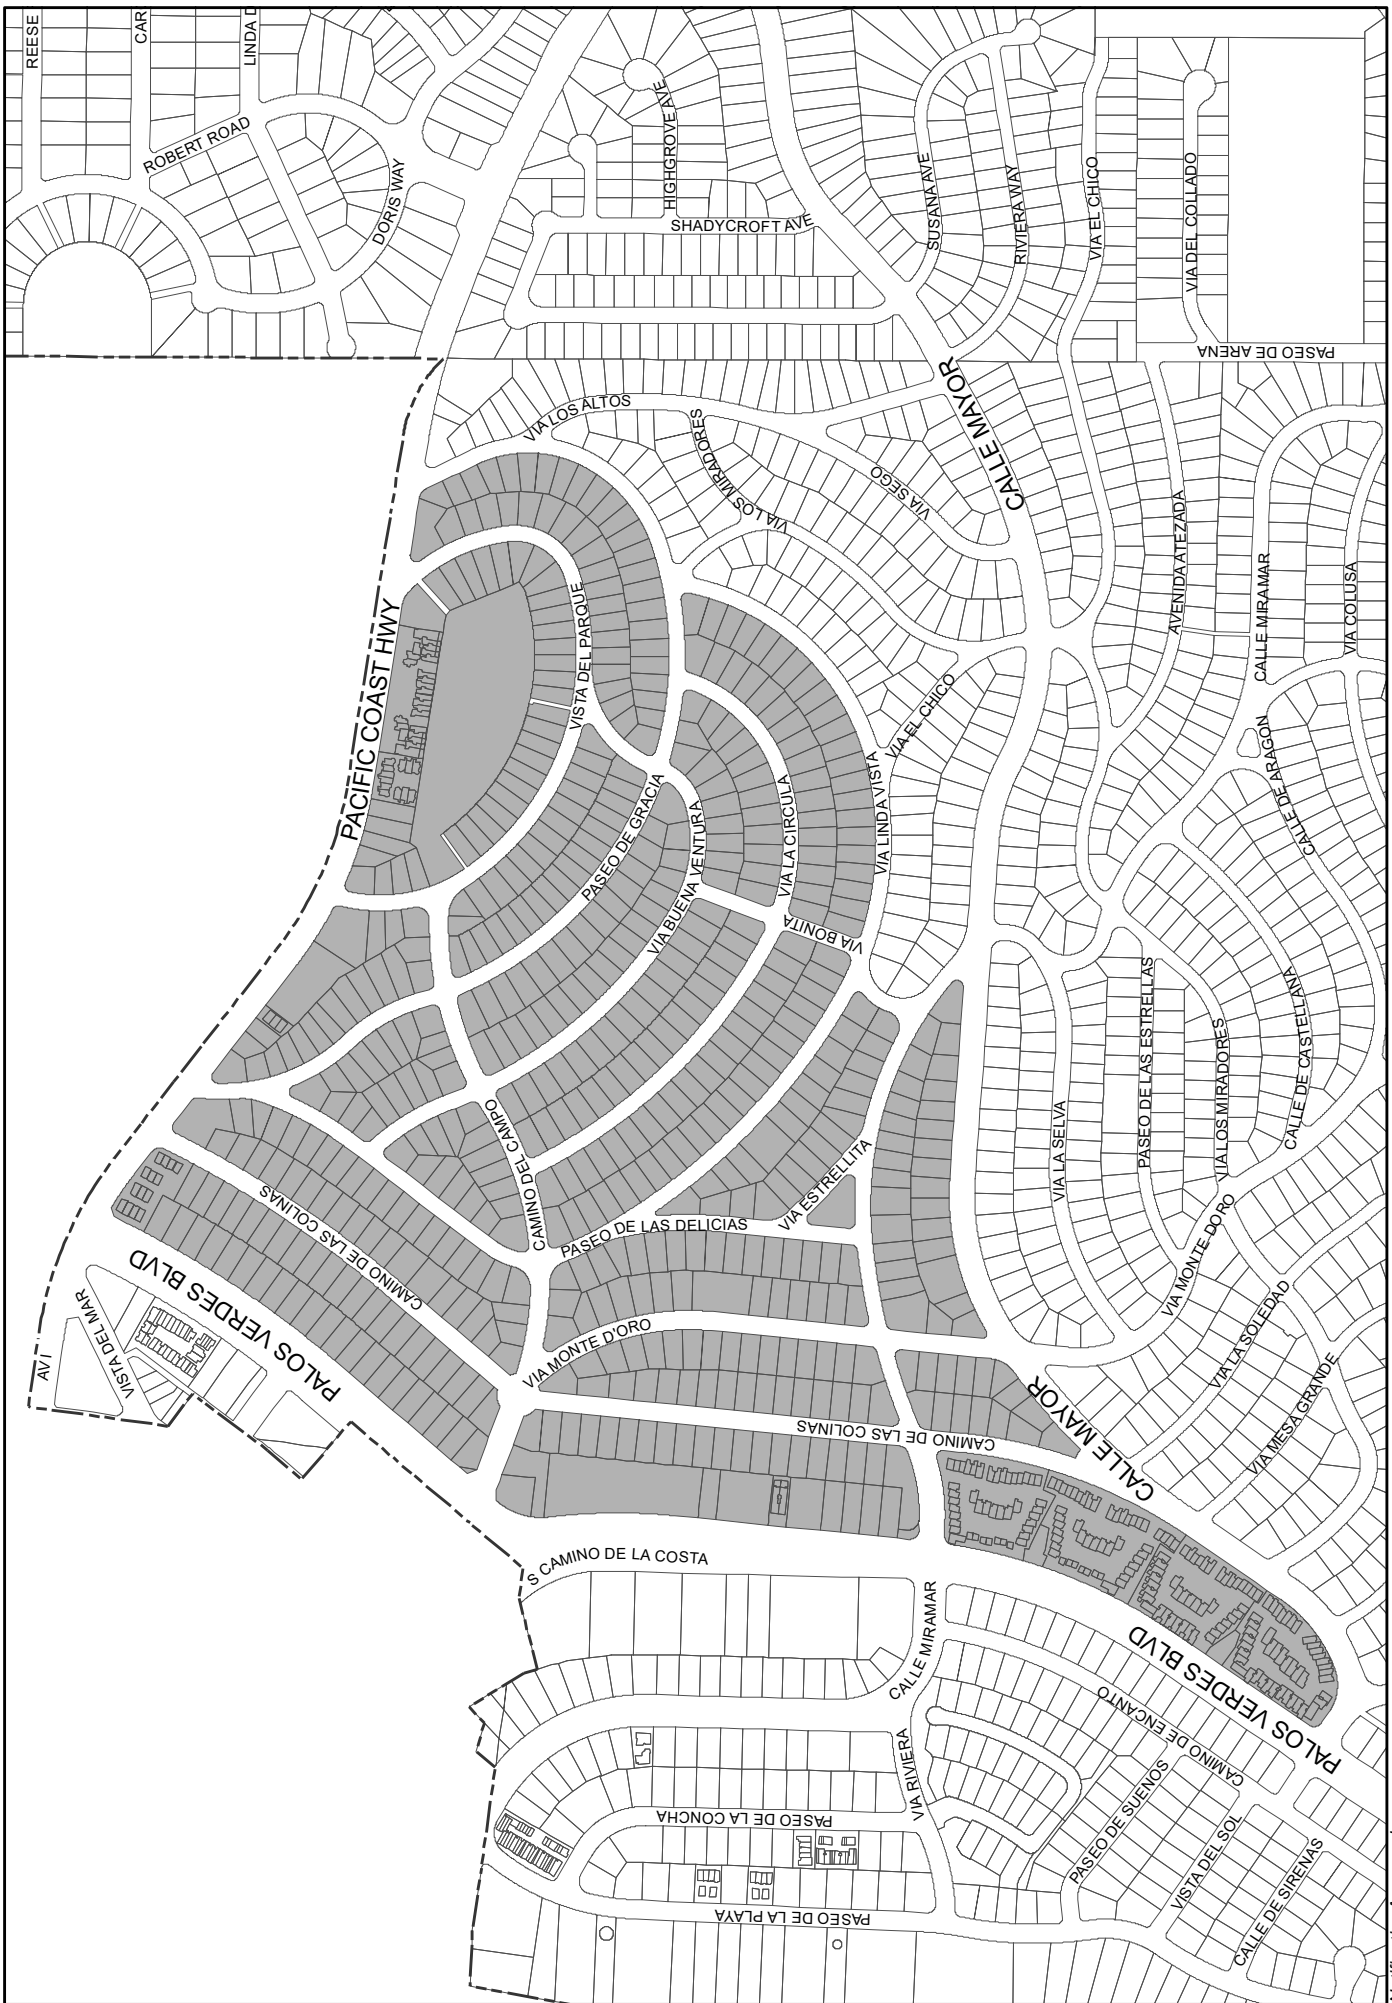 REESE
CAR
LINDA D
ROBERT ROAD
DORIS WAY
HIGHGROVE AVE
SHADYCROFT AVE
SUSANA AVE
RIVIERA WAY
VIA EL CHICO
VIA DEL COLLADO
PASEO DE ARENA
VIA LOS ALTOS
VIA LOS MIRADORES
VIA SEGO
CALLE MAYOR
AVENIDA ATEZADA
CALLE MIRAMAR
VIA COLUSA
PACIFIC COAST HWY
VISTA DEL PARQUE
VIA EL CHICO
VIA LINDA VISTA
CALLE DE ARAGON
PASEO DE GRACIA
VIA BUENA VENTURA
VIA LA CIRCULA
VIA BONITA
VIA LA SELVA
PASEO DE LAS ESTRELLAS
VIA LOS MIRADORES
CALLE DE CASTELLANA
CAMINO DEL CAMPO
PASEO DE LAS DELICIAS
VIA ESTRELLITA
CAMINO DE LAS COLINAS
PALOS VERDES BLVD
AV I
VISTA DEL MAR
VIA MONTE D'ORO
VIA MONTE D'ORO
VIA LA SOLEDAD
VIA MESA GRANDE
CAMINO DE LAS COLINAS
CALLE MAYOR
CALLE MAYOR
S CAMINO DE LA COSTA
CALLE MIRAMAR
PALOS VERDES BLVD
CAMINO DE ENCANTO
VIA RIVIERA
PASEO DE LA CONCHA
PASEO DE SUENOS
VISTA DEL SOL
CALLE DE SIRENAS
PASEO DE LA PLAYA